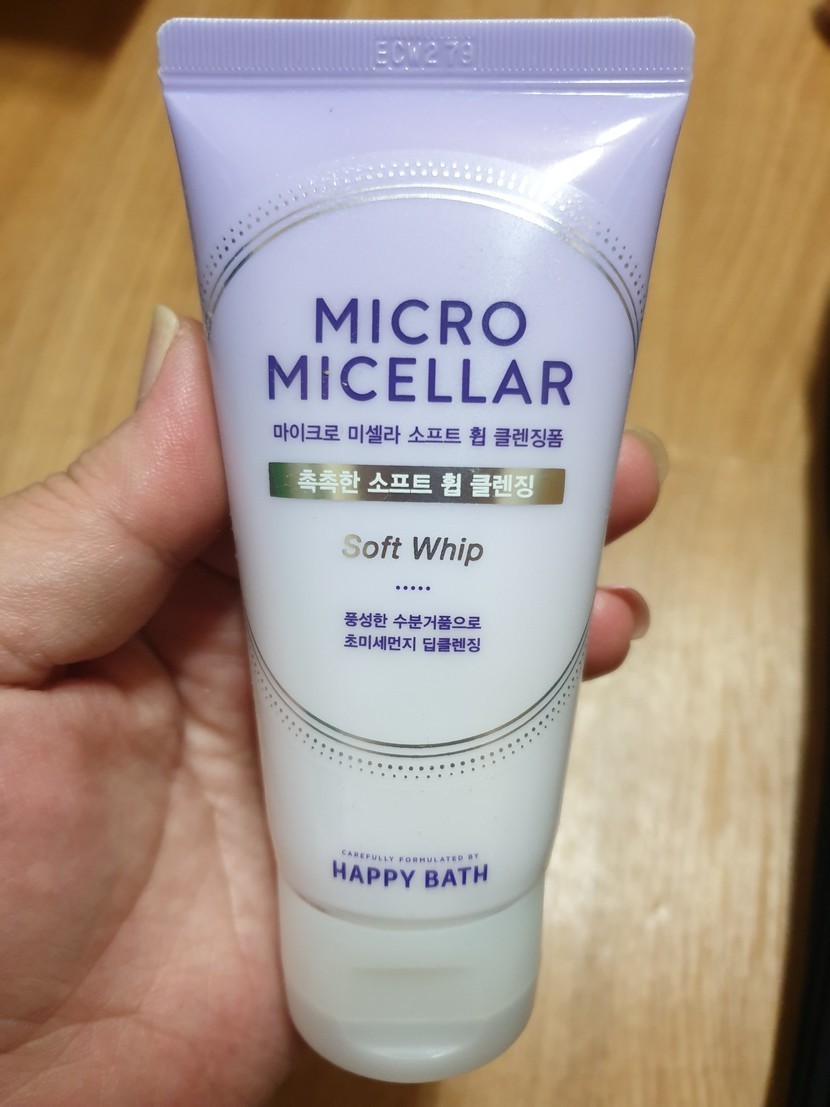 ECW279
MICRO
MICELLAR
마이크로 미셀라 소프트 휩 클렌징폼
촉촉한 소프트 휩 클렌징
Soft Whip
풍성한 수분거품으로
초미세먼지 딥클렌징
CAREFULLY FORMULATED BY
HAPPY BATH